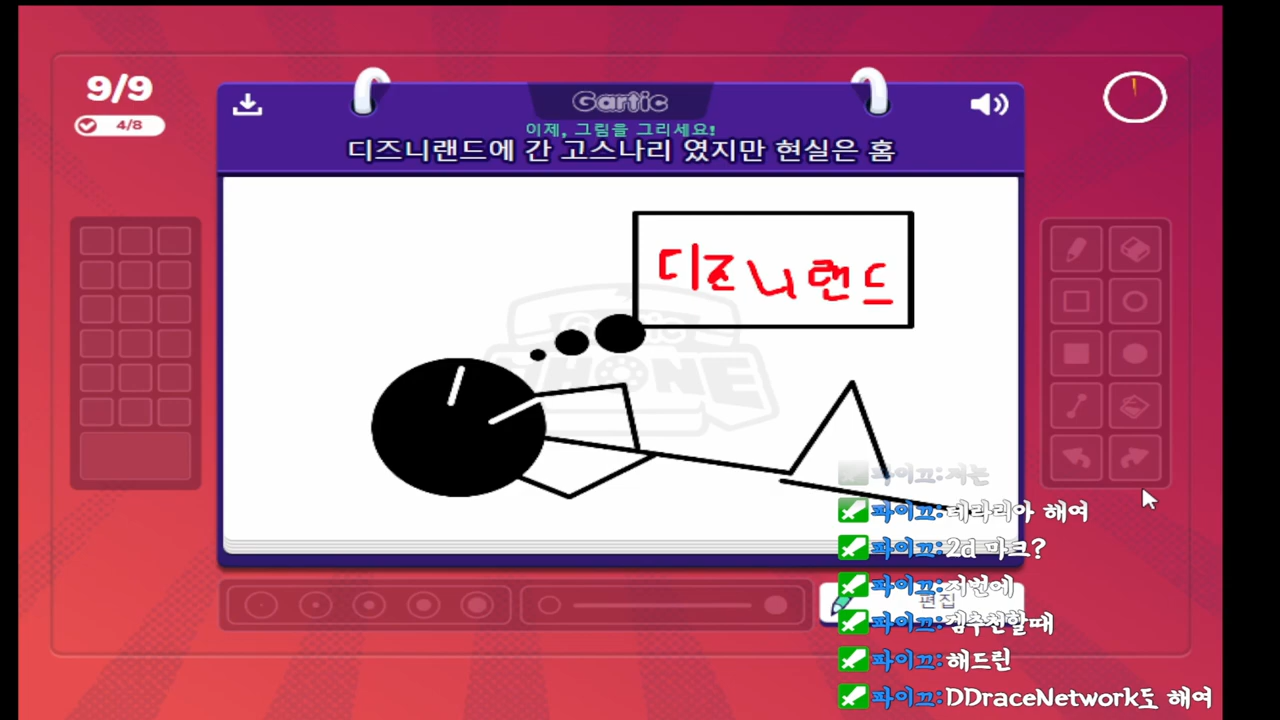 9/9
4/8
Gartic
이제, 그림을 그리세요!
디즈니랜드에 간 고스나리 였지만 현실은 홈
디즈니랜드
Gartic
PHONE
파이끄: 저는
파이끄: 테라리아 해여
파이끄: 2d 마크?
파이끄: 저번에
편집
파이끄: 겜추천할때
파이끄: 해드린
파이끄: DDraceNetwork도 해여